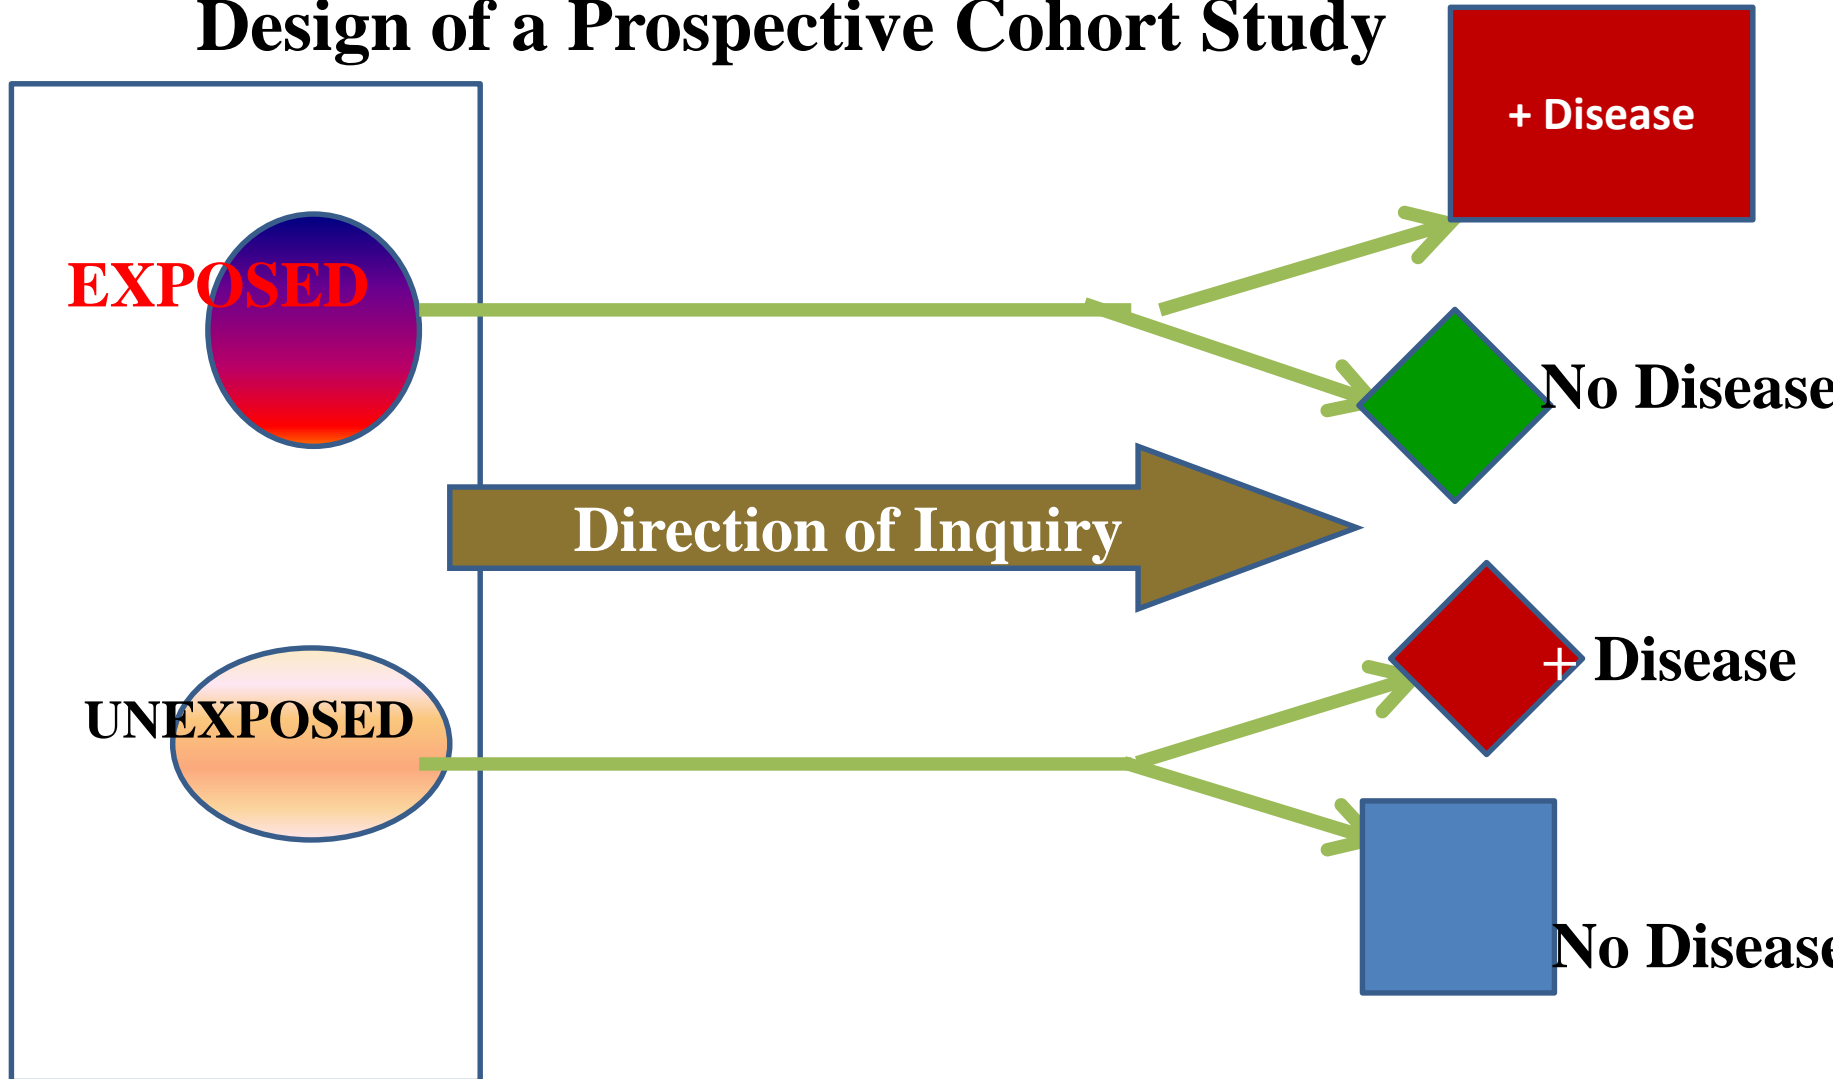 Design of a Prospective Cohort Study
+ Disease
EXPOSED
No Disease
Direction of Inquiry
+ Disease
UNEXPOSED
No Disease